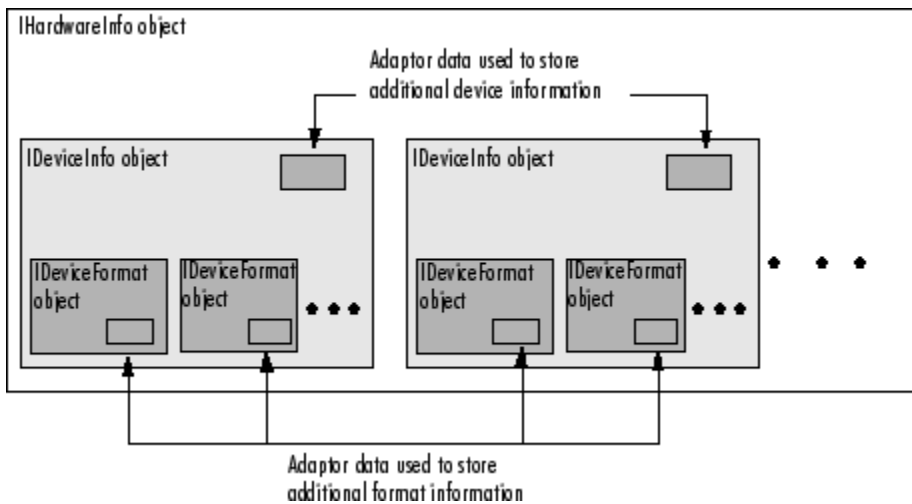 IHardwareInfo object
Adaptor data used to store
additional device information
IDeviceInfo object
IDeviceInfo object
IDeviceFormat
object
IDeviceFormat
object
IDeviceFormat
object
IDeviceFormat
object
Adaptor data used to store
additional format information